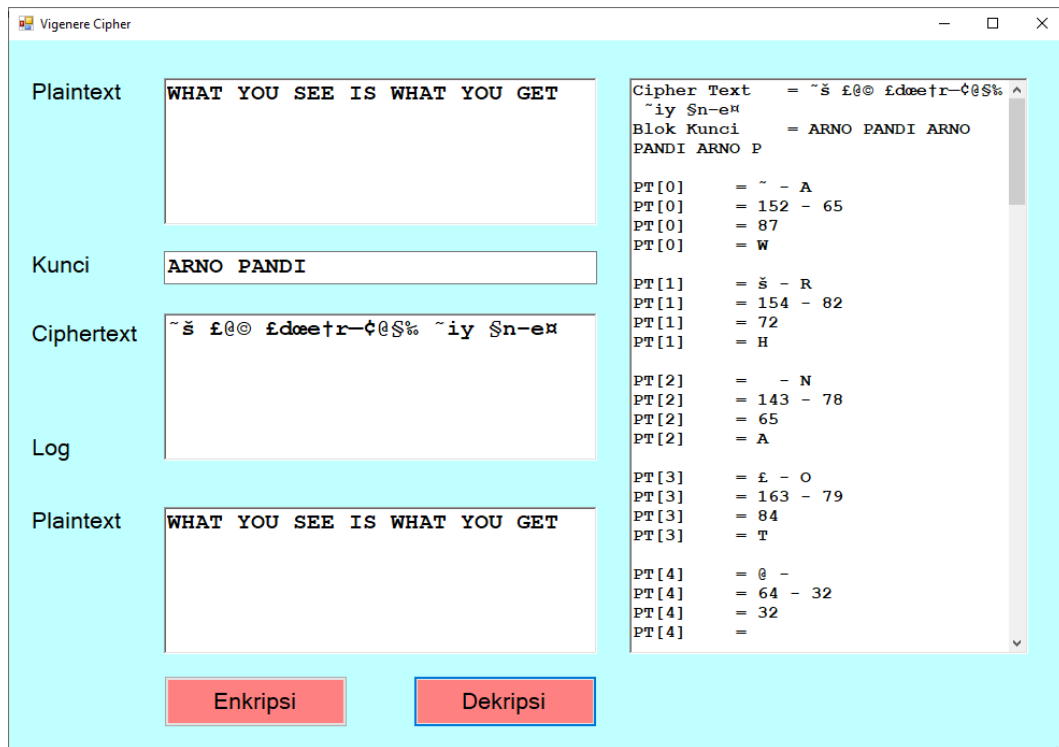 Vigenere Cipher
Plaintext
WHAT YOU SEE IS WHAT YOU GET
Kunci
ARNO PANDI
Ciphertext
˜š £@© £dœe†r—¢@§‰ ˜iy §n–e¤
Log
Plaintext
WHAT YOU SEE IS WHAT YOU GET
Enkripsi
Dekripsi
Cipher Text = ˜š £@© £dœe†r—¢@§‰
˜iy §n–e¤
Blok Kunci = ARNO PANDI ARNO
PANDI ARNO P
PT[0] = ˜ - A
PT[0] = 152 - 65
PT[0] = 87
PT[0] = W
PT[1] = š - R
PT[1] = 154 - 82
PT[1] = 72
PT[1] = H
PT[2] = - N
PT[2] = 143 - 78
PT[2] = 65
PT[2] = A
PT[3] = £ - O
PT[3] = 163 - 79
PT[3] = 84
PT[3] = T
PT[4] = @ -
PT[4] = 64 - 32
PT[4] = 32
PT[4] =